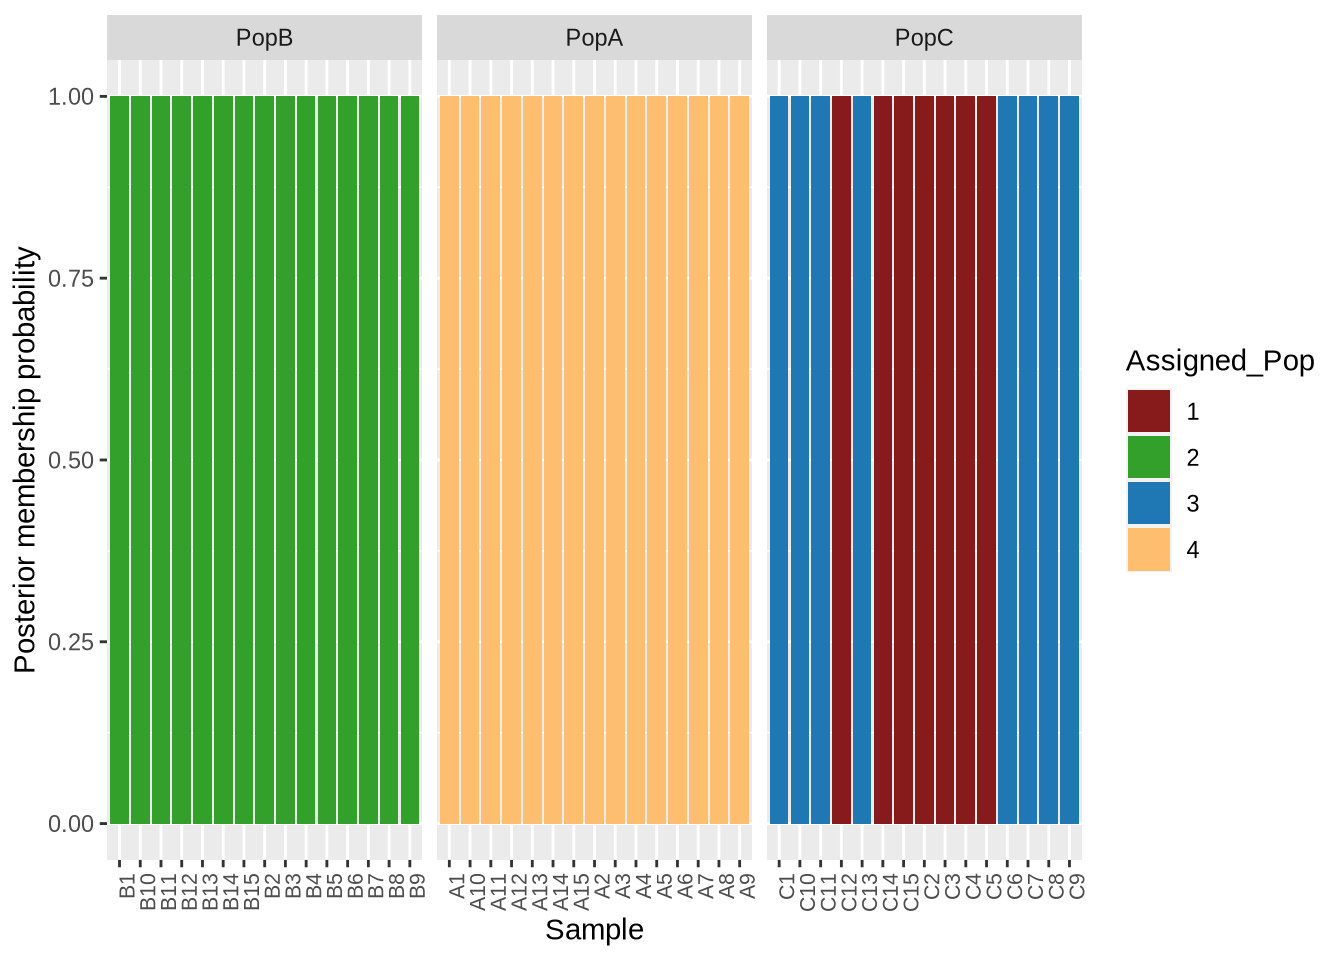 PopB PopA PopC
1.00
0.75
0.50
0.25
0.00
Posterior membership probability
B1 B10 B11 B12 B13 B14 B15 B2 B3 B4 B5 B6 B7 B8 B9 A1 A10 A11 A12 A13 A14 A15 A2 A3 A4 A5 A6 A7 A8 A9 C1 C10 C11 C12 C13 C14 C15 C2 C3 C4 C5 C6 C7 C8 C9
Sample
Assigned_Pop
1
2
3
4